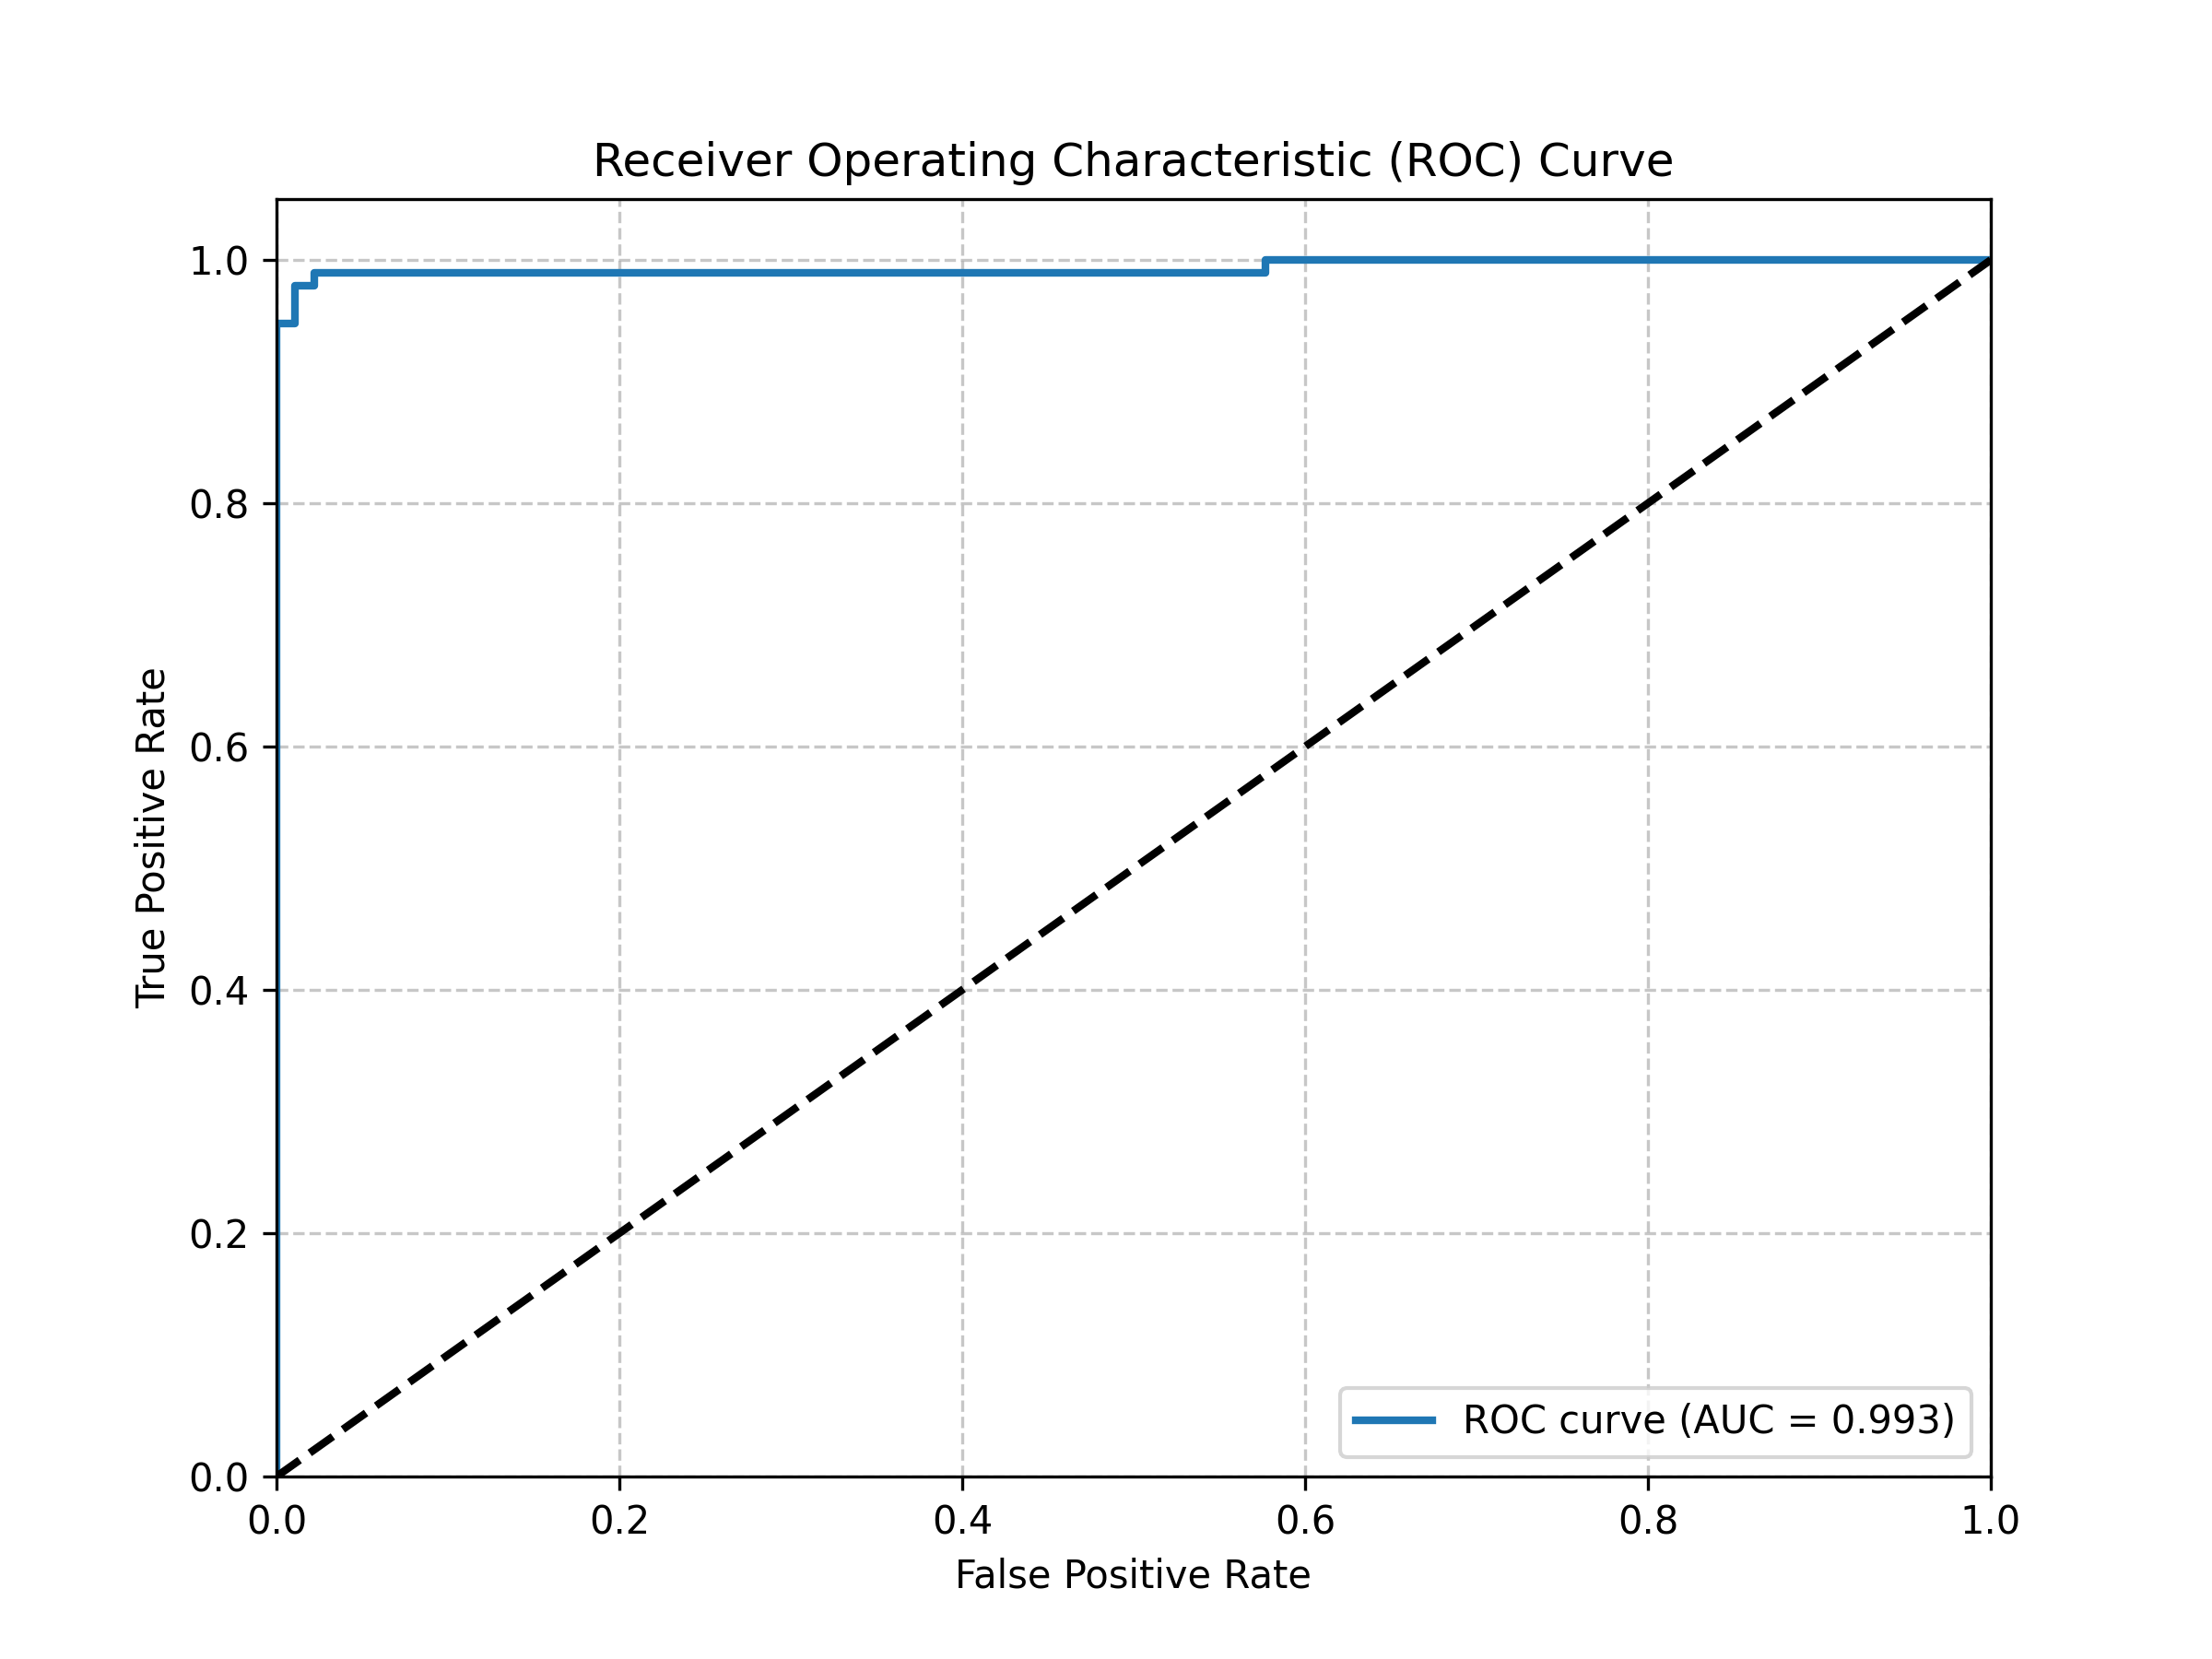 Receiver Operating Characteristic (ROC) Curve
1.0
0.8
0.6
0.4
0.2
0.0
True Positive Rate
ROC curve (AUC = 0.993)
0.0 0.2 0.4 0.6 0.8 1.0
False Positive Rate